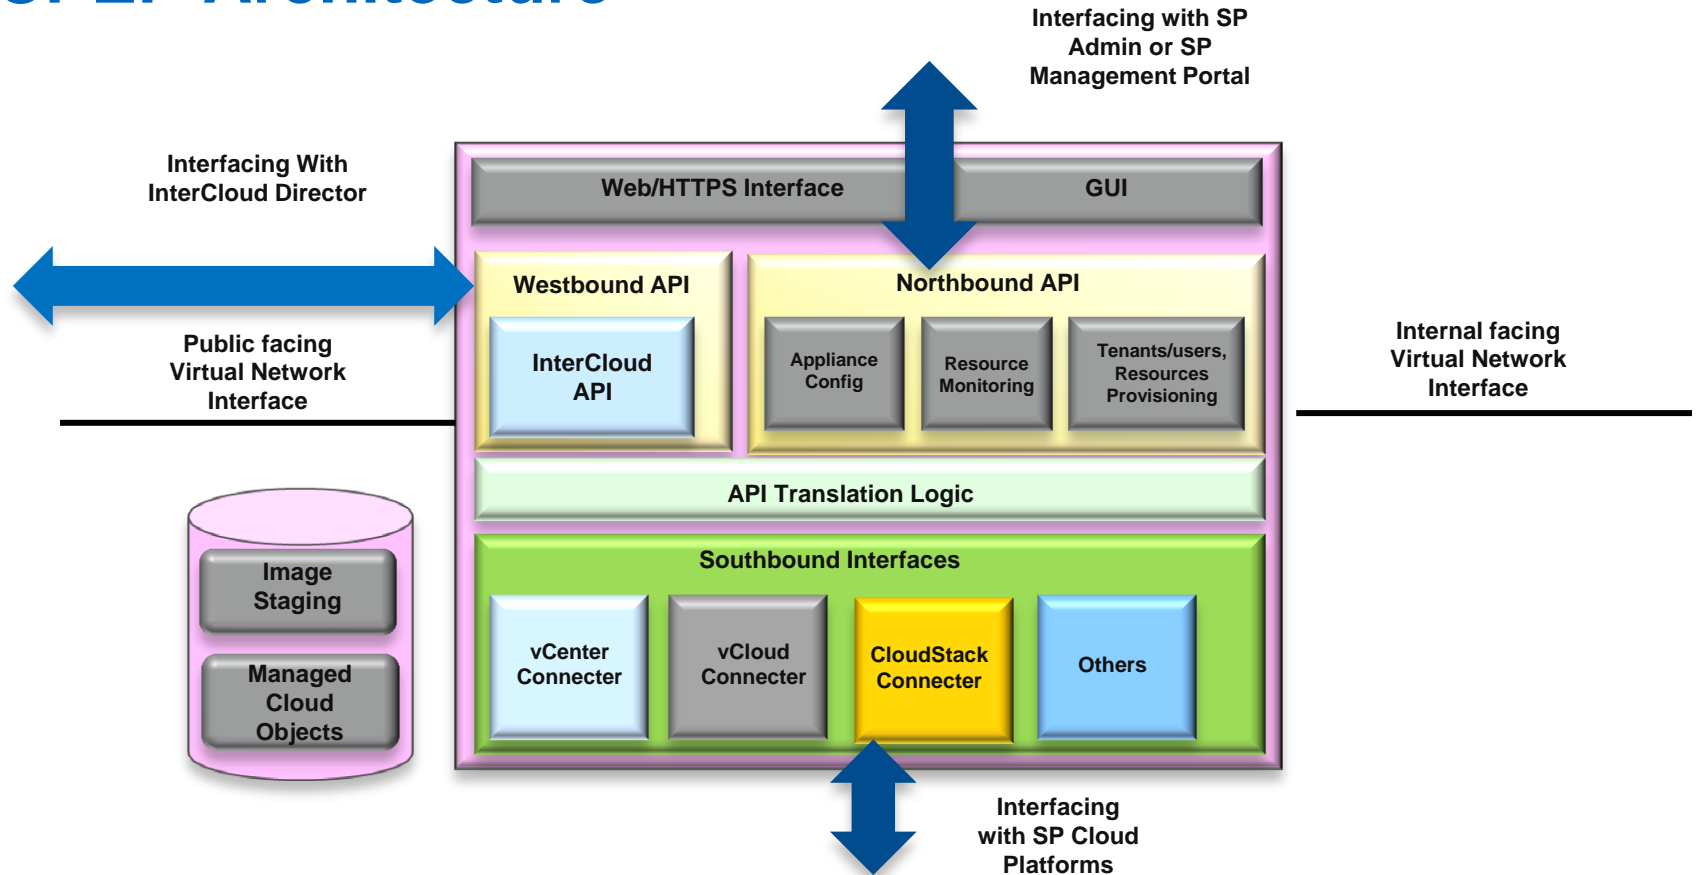 Architecture
Interfacing with SP
Admin or SP
Management Portal
Interfacing With
InterCloud Director
Web/HTTPS Interface
GUI
Westbound API
Northbound API
InterCloud
API
Appliance
Config
Resource
Monitoring
Tenants/users,
Resources
Provisioning
Public facing
Virtual Network
Interface
Internal facing
Virtual Network
Interface
API Translation Logic
Southbound Interfaces
Image
Staging
Managed
Cloud
Objects
vCenter
Connecter
vCloud
Connecter
CloudStack
Connecter
Others
Interfacing
with SP Cloud
Platforms